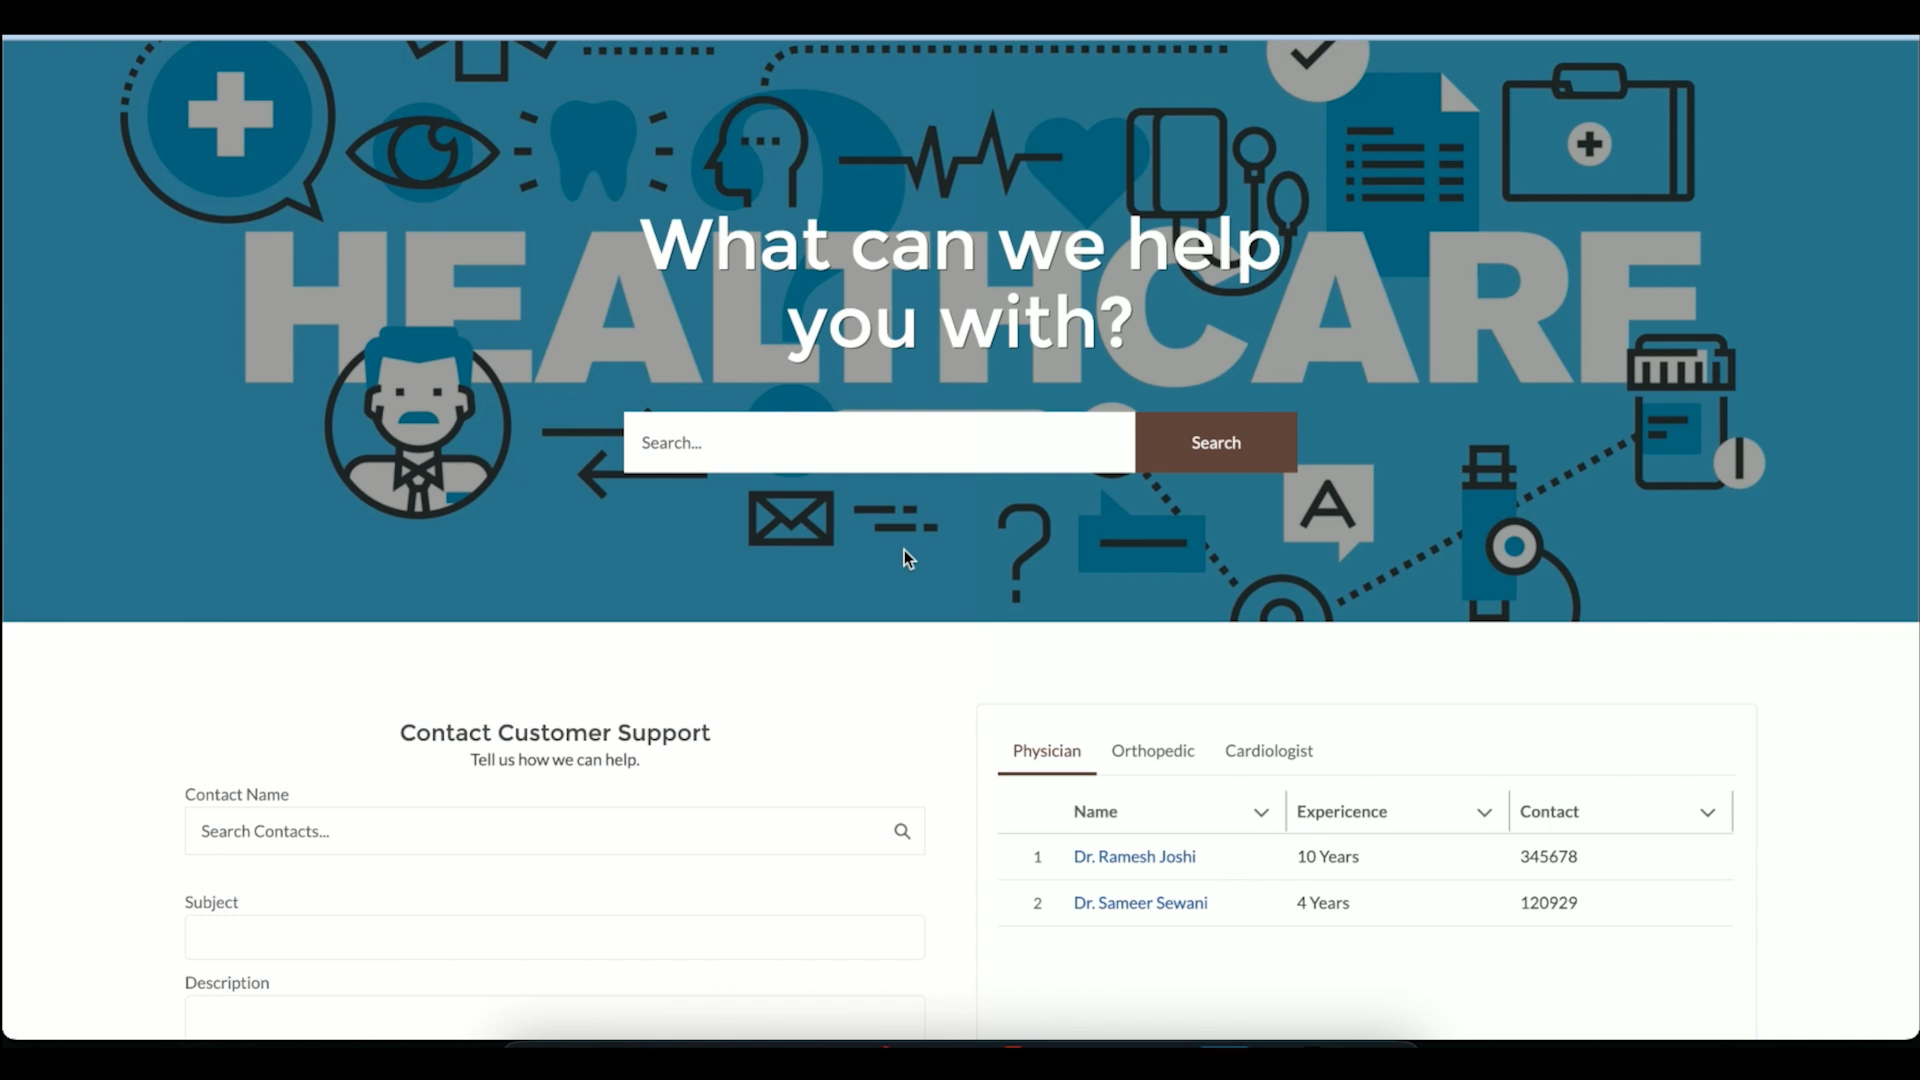 HEALTHCARE
What can we help
you with?
Search...
Search
A
Contact Customer Support
Tell us how we can help.
Contact Name
Search Contacts...
Subject
Description
Physician Orthopedic Cardiologist
Name Expericence Contact
1 Dr. Ramesh Joshi 10 Years 345678
2 Dr. Sameer Sewani 4 Years 120929